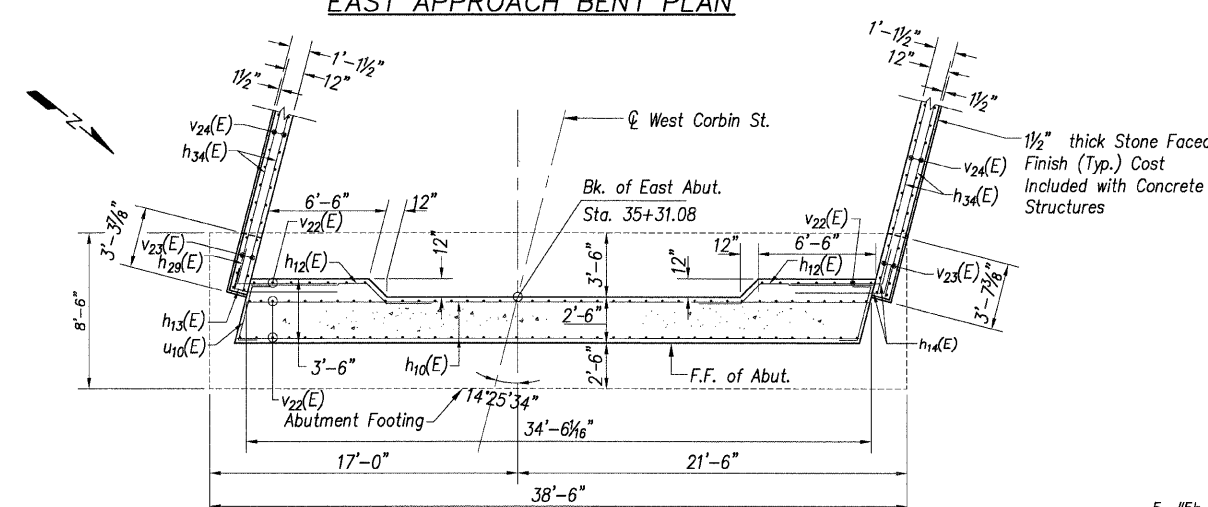 EAST APPROACH BENT PLAN
1'-1½"
12"
1½"
1'-1½"
12"
1½"
Z
v24(E)
h34(E)
℄ West Corbin St.
1½" thick Stone Faced
Finish (Typ.) Cost
Included with Concrete
Structures
v24(E)
h34(E)
Bk. of East Abut.
Sta. 35+31.08
6'-6"
12"
v22(E)
v22(E)
6'-6"
3'-3⅞"
v23(E)
h29(E)
h12(E)
12"
3'-6"
12"
12"
h12(E)
v23(E)
3'-7⅜"
8'-6"
h13(E)
u10(E)
2'-6"
h14(E)
3'-6"
h10(E)
2'-6"
F.F. of Abut.
v22(E)
Abutment Footing
14°25'34"
34'-6 1/16"
17'-0"
21'-6"
38'-6"